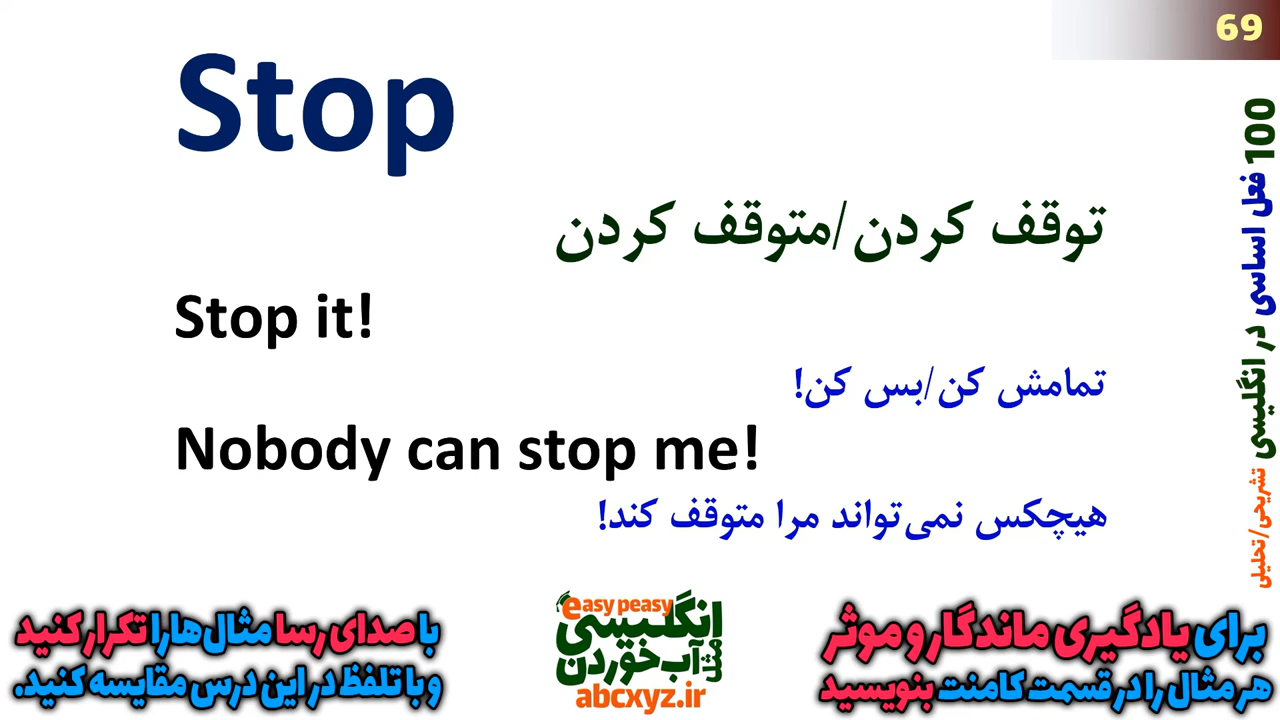 69
Stop
توقف کردن/متوقف کردن
Stop it!
تمامش کن/بس کن!
Nobody can stop me!
هیچکس نمی‌تواند مرا متوقف کند!
100 فعل اساسی در انگلیسی تشریحی/تحلیلی
برای یادگیری ماندگار و موثر
هر مثال را در قسمت کامنت بنویسید
easy peasy
انگلیسی
مثل آب خوردن
abcxyz.ir
با صدای رسا مثال‌ها را تکرار کنید
و با تلفظ در این درس مقایسه کنید.